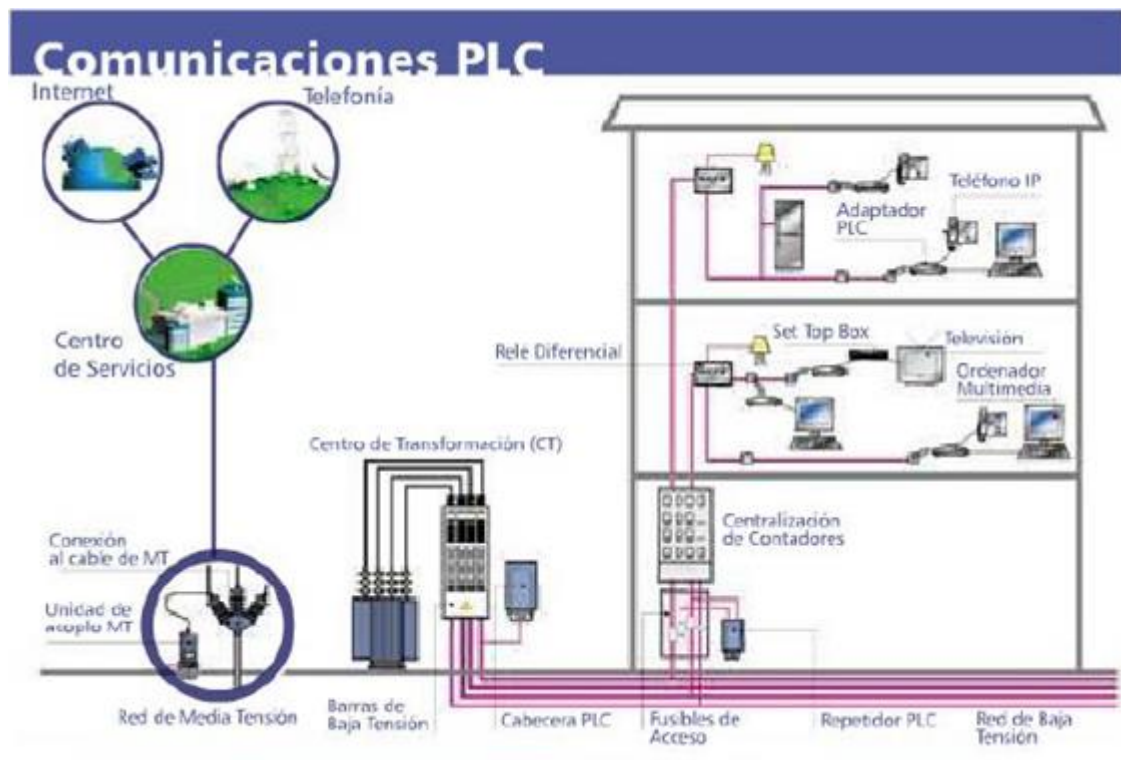 Comunicaciones PLC
Internet
Telefonía
Centro
de Servicios
Conexión
al cable de MT
Unidad de
acoplo MT
Red de Media Tensión
Centro de Transformación (CT)
Barras de
Baja Tensión
Cabecera PLC
Rele Diferencial
Teléfono IP
Adaptador
PLC
Set Top Box
Televisión
Ordenador
Multimedia
Centralización
de Contadores
Fusibles de
Acceso
Repetidor PLC
Red de Baja
Tensión